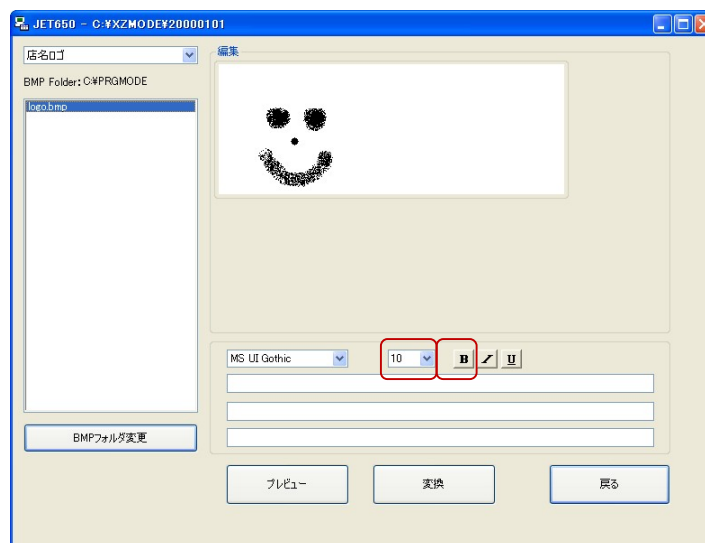 JET650 - C:¥XZMODE¥20000101
店名ロゴ
編集
BMP Folder: C:¥PRGMODE
logo.bmp
MS UI Gothic
10
B I U
BMPフォルダ変更
プレビュー
変換
戻る